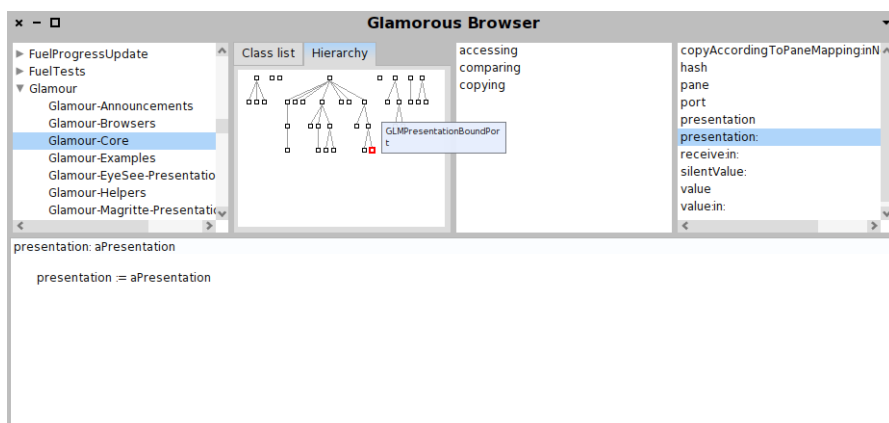 Glamorous Browser
FuelProgressUpdate
FuelTests
Glamour
Glamour-Announcements
Glamour-Browsers
Glamour-Core
Glamour-Examples
Glamour-EyeSee-Presentatio
Glamour-Helpers
Glamour-Magritte-Presentatio
Class list
Hierarchy
GLMPresentationBoundPor
t
accessing
comparing
copying
copyAccordingToPaneMapping:inN
hash
pane
port
presentation
presentation:
receive:in:
silentValue:
value
value:in:
presentation: aPresentation
presentation := aPresentation